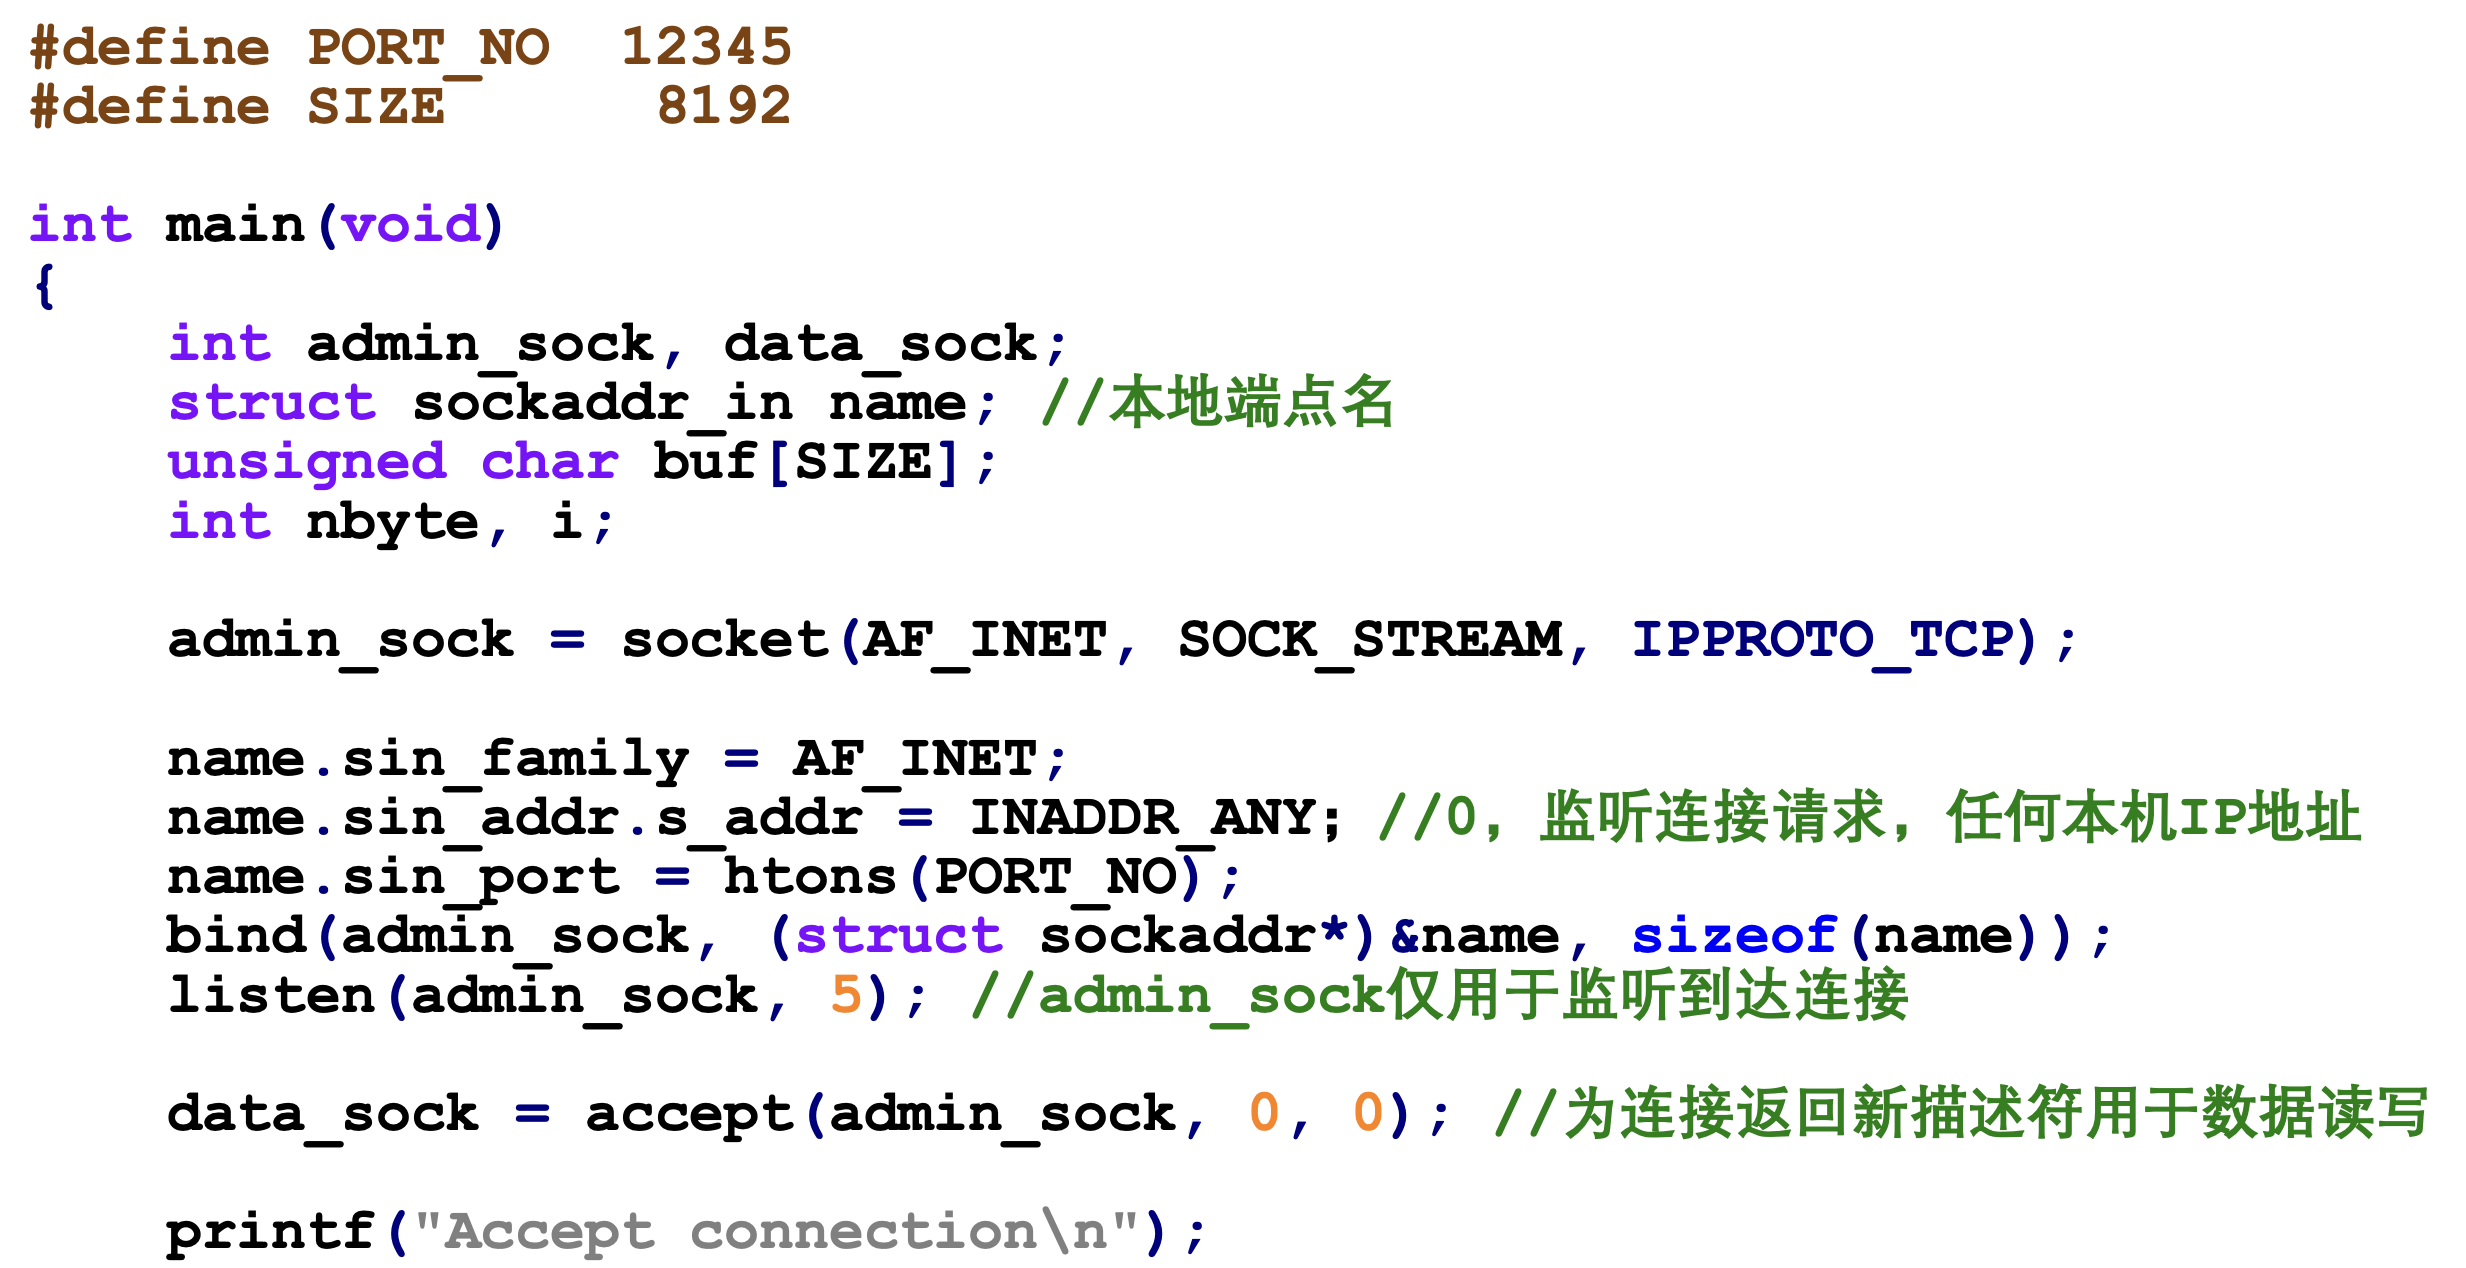 #define PORT_NO  12345
#define SIZE      8192
int main(void)
{
    int admin_sock, data_sock;
    struct sockaddr_in name; //本地端点名
    unsigned char buf[SIZE];
    int nbyte, i;
    admin_sock = socket(AF_INET, SOCK_STREAM, IPPROTO_TCP);
    name.sin_family = AF_INET;
    name.sin_addr.s_addr = INADDR_ANY; //0，监听连接请求，任何本机IP地址
    name.sin_port = htons(PORT_NO);
    bind(admin_sock, (struct sockaddr*)&name, sizeof(name));
    listen(admin_sock, 5); //admin_sock仅用于监听到达连接
    data_sock = accept(admin_sock, 0, 0); //为连接返回新描述符用于数据读写
    printf("Accept connection\n");